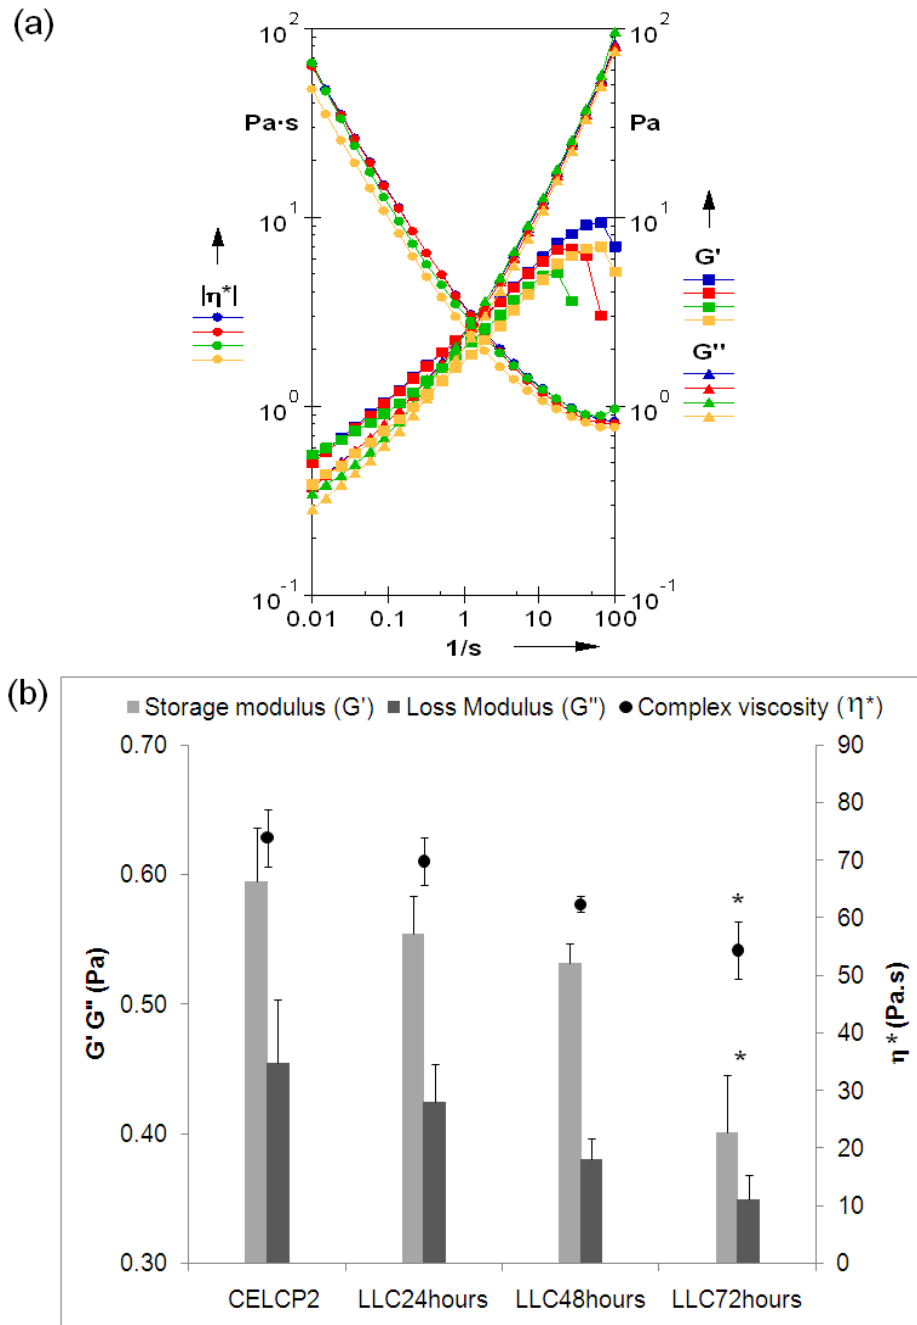 (a)
10² 10²
Pa·s Pa
10¹ 10¹
|η*|
G'
G''
10⁰ 10⁰
10⁻¹ 10⁻¹
0.01 0.1 1 10 100
1/s
(b)
Storage modulus (G') Loss Modulus (G'') Complex viscosity (η*)
0.70 90
80
70
0.60
60
*
0.50 50
40
*
0.40 30
20
10
0.30 0
G' G'' (Pa)
η* (Pa.s)
CELCP2 LLC24hours LLC48hours LLC72hours